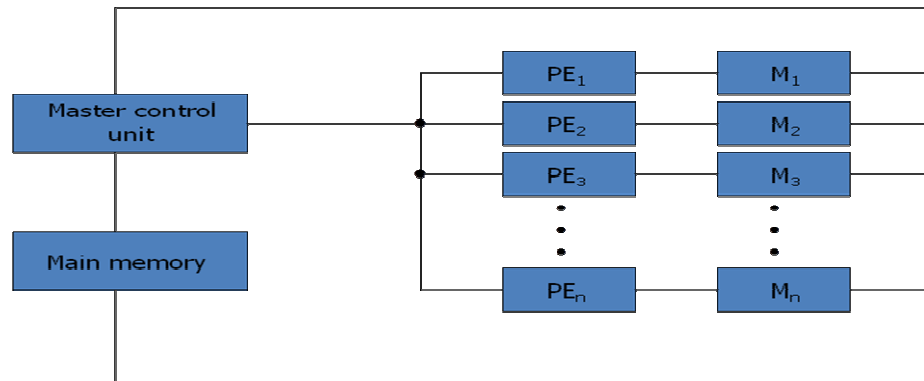 Master control
unit
Main memory
PE₁
M₁
PE₂
M₂
PE₃
M₃
PEₙ
Mₙ